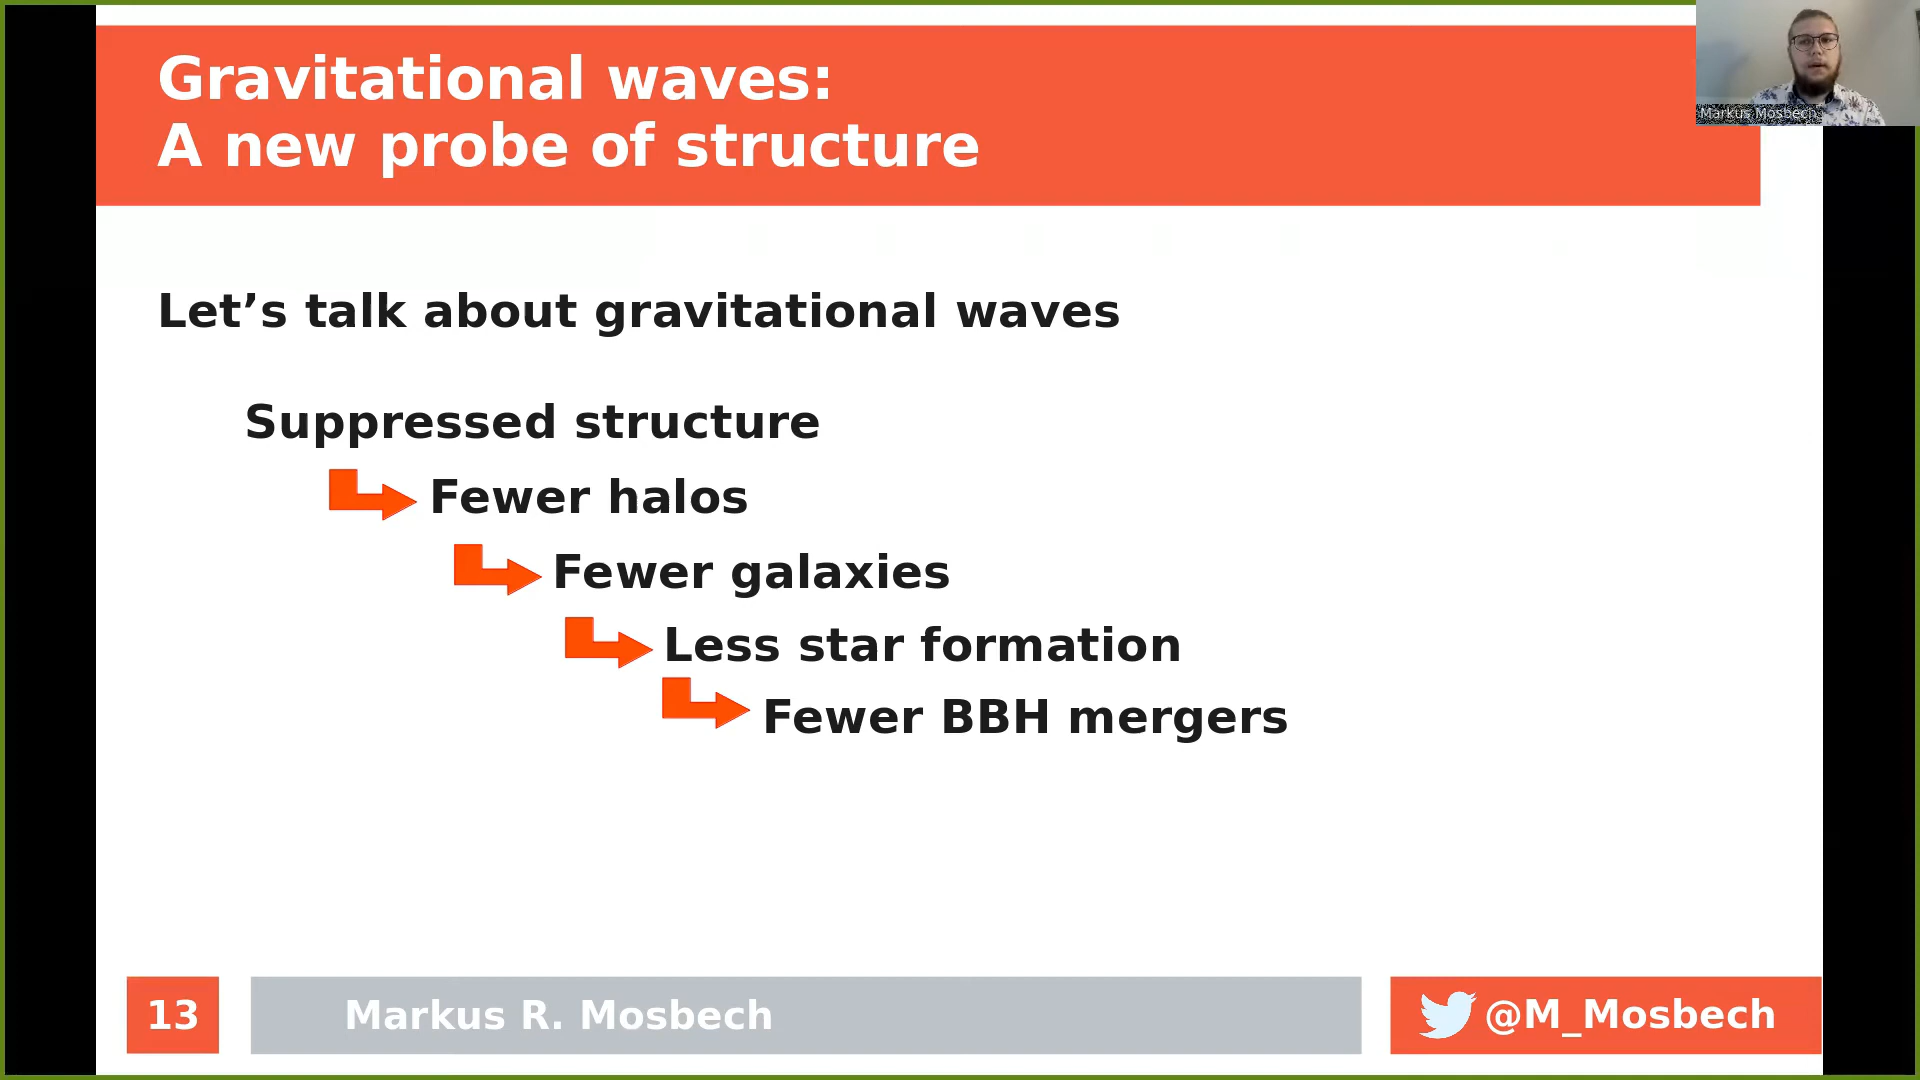 Gravitational waves:
A new probe of structure
Markus Mosbech
Let’s talk about gravitational waves
Suppressed structure
Fewer halos
Fewer galaxies
Less star formation
Fewer BBH mergers
13
Markus R. Mosbech
@M_Mosbech